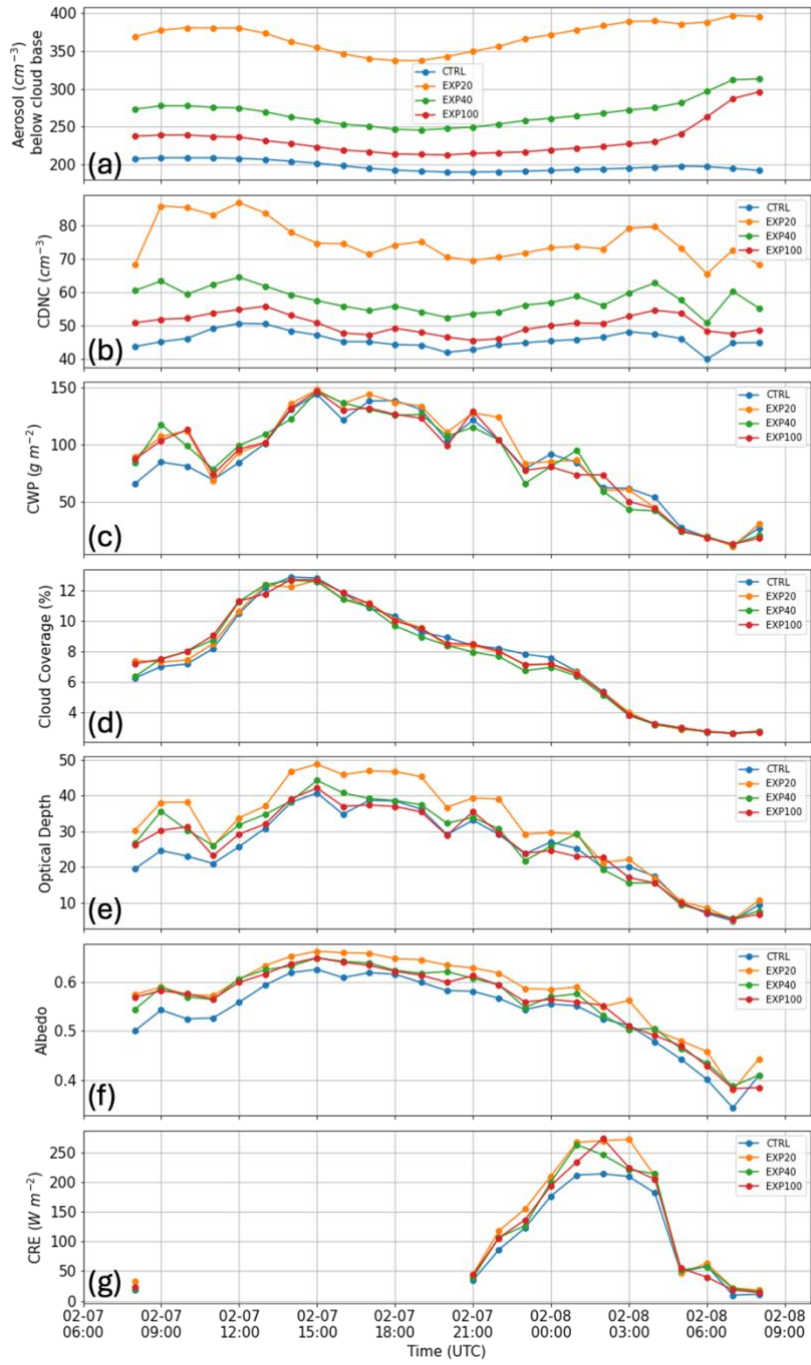 400
350
300
250
200
Aerosol (cm⁻³)
below cloud base
CTRL
EXP20
EXP40
EXP100
(a)
80
70
60
50
40
CDNC (cm⁻³)
CTRL
EXP20
EXP40
EXP100
(b)
150
100
50
CWP (g m⁻²)
CTRL
EXP20
EXP40
EXP100
(c)
12
10
8
6
4
Cloud Coverage (%)
CTRL
EXP20
EXP40
EXP100
(d)
50
40
30
20
10
Optical Depth
CTRL
EXP20
EXP40
EXP100
(e)
0.6
0.5
0.4
Albedo
CTRL
EXP20
EXP40
EXP100
(f)
250
200
150
100
50
0
CRE (W m⁻²)
CTRL
EXP20
EXP40
EXP100
(g)
02-07 02-07 02-07 02-07 02-07 02-07 02-08 02-08 02-08 02-08
06:00 09:00 12:00 15:00 18:00 21:00 00:00 03:00 06:00 09:00
Time (UTC)